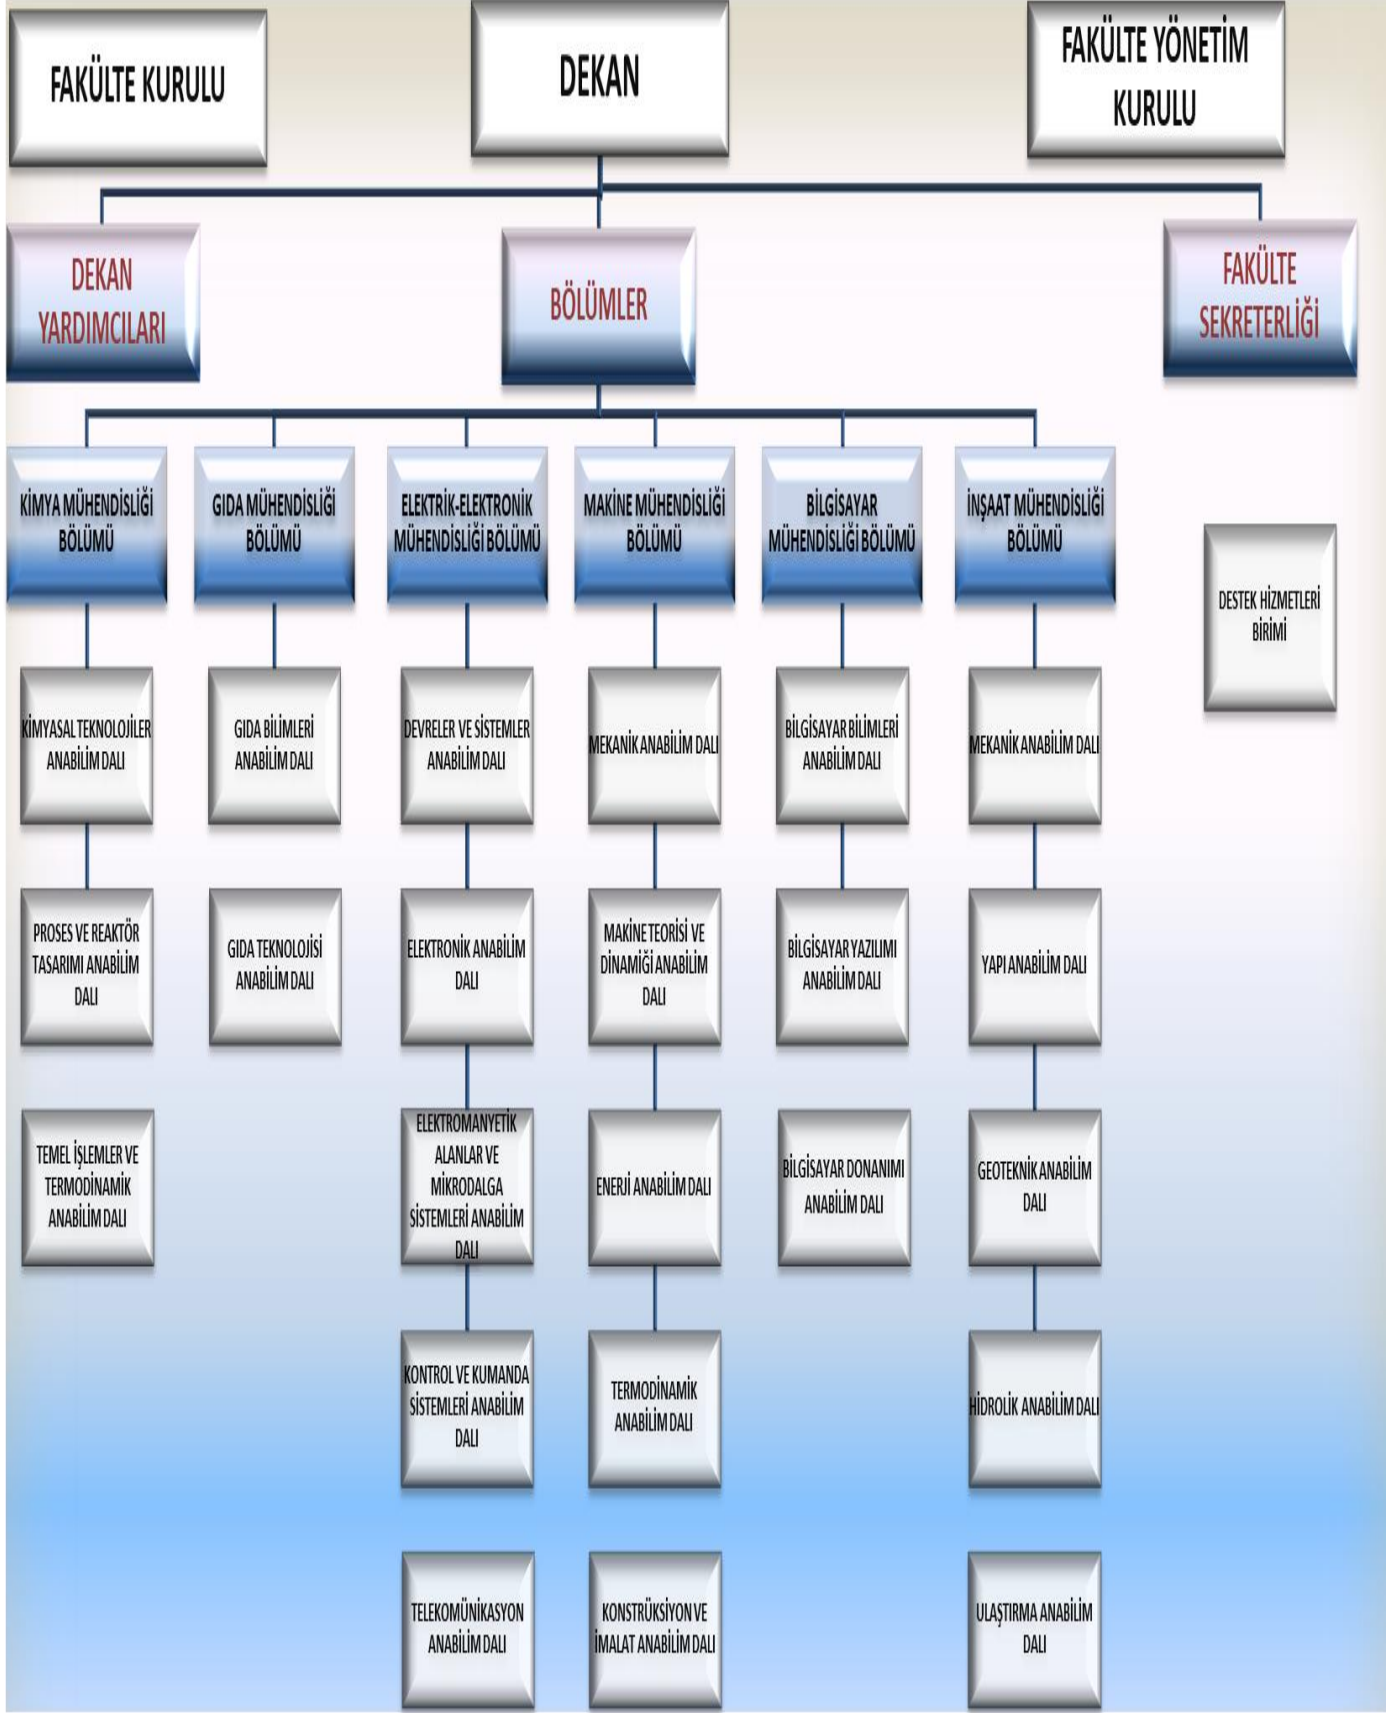 FAKÜLTE KURULU
DEKAN
FAKÜLTE YÖNETİM
KURULU
DEKAN
YARDIMCILARI
BÖLÜMLER
FAKÜLTE
SEKRETERLİĞİ
KİMYA MÜHENDİSLİĞİ
BÖLÜMÜ
GIDA MÜHENDİSLİĞİ
BÖLÜMÜ
ELEKTRİK-ELEKTRONİK
MÜHENDİSLİĞİ BÖLÜMÜ
MAKİNE MÜHENDİSLİĞİ
BÖLÜMÜ
BİLGİSAYAR
MÜHENDİSLİĞİ BÖLÜMÜ
İNŞAAT MÜHENDİSLİĞİ
BÖLÜMÜ
DESTEK HİZMETLERİ
BİRİMİ
KİMYASAL TEKNOLOJİLER
ANABİLİM DALI
GIDA BİLİMLERİ
ANABİLİM DALI
DEVRELER VE SİSTEMLER
ANABİLİM DALI
MEKANİK ANABİLİM DALI
BİLGİSAYAR BİLİMLERİ
ANABİLİM DALI
MEKANİK ANABİLİM DALI
PROSES VE REAKTÖR
TASARIMI ANABİLİM
DALI
GIDA TEKNOLOJİSİ
ANABİLİM DALI
ELEKTRONİK ANABİLİM
DALI
MAKİNE TEORİSİ VE
DİNAMİĞİ ANABİLİM
DALI
BİLGİSAYAR YAZILIMI
ANABİLİM DALI
YAPI ANABİLİM DALI
TEMEL İŞLEMLER VE
TERMODİNAMİK
ANABİLİM DALI
ELEKTROMANYETİK
ALANLAR VE
MİKRODALGA
SİSTEMLERİ ANABİLİM
DALI
ENERJİ ANABİLİM DALI
BİLGİSAYAR DONANIMI
ANABİLİM DALI
GEOTEKNİK ANABİLİM
DALI
KONTROL VE KUMANDA
SİSTEMLERİ ANABİLİM
DALI
TERMODİNAMİK
ANABİLİM DALI
HİDROLİK ANABİLİM DALI
TELEKOMÜNİKASYON
ANABİLİM DALI
KONSTRÜKSİYON VE
İMALAT ANABİLİM DALI
ULAŞTIRMA ANABİLİM
DALI